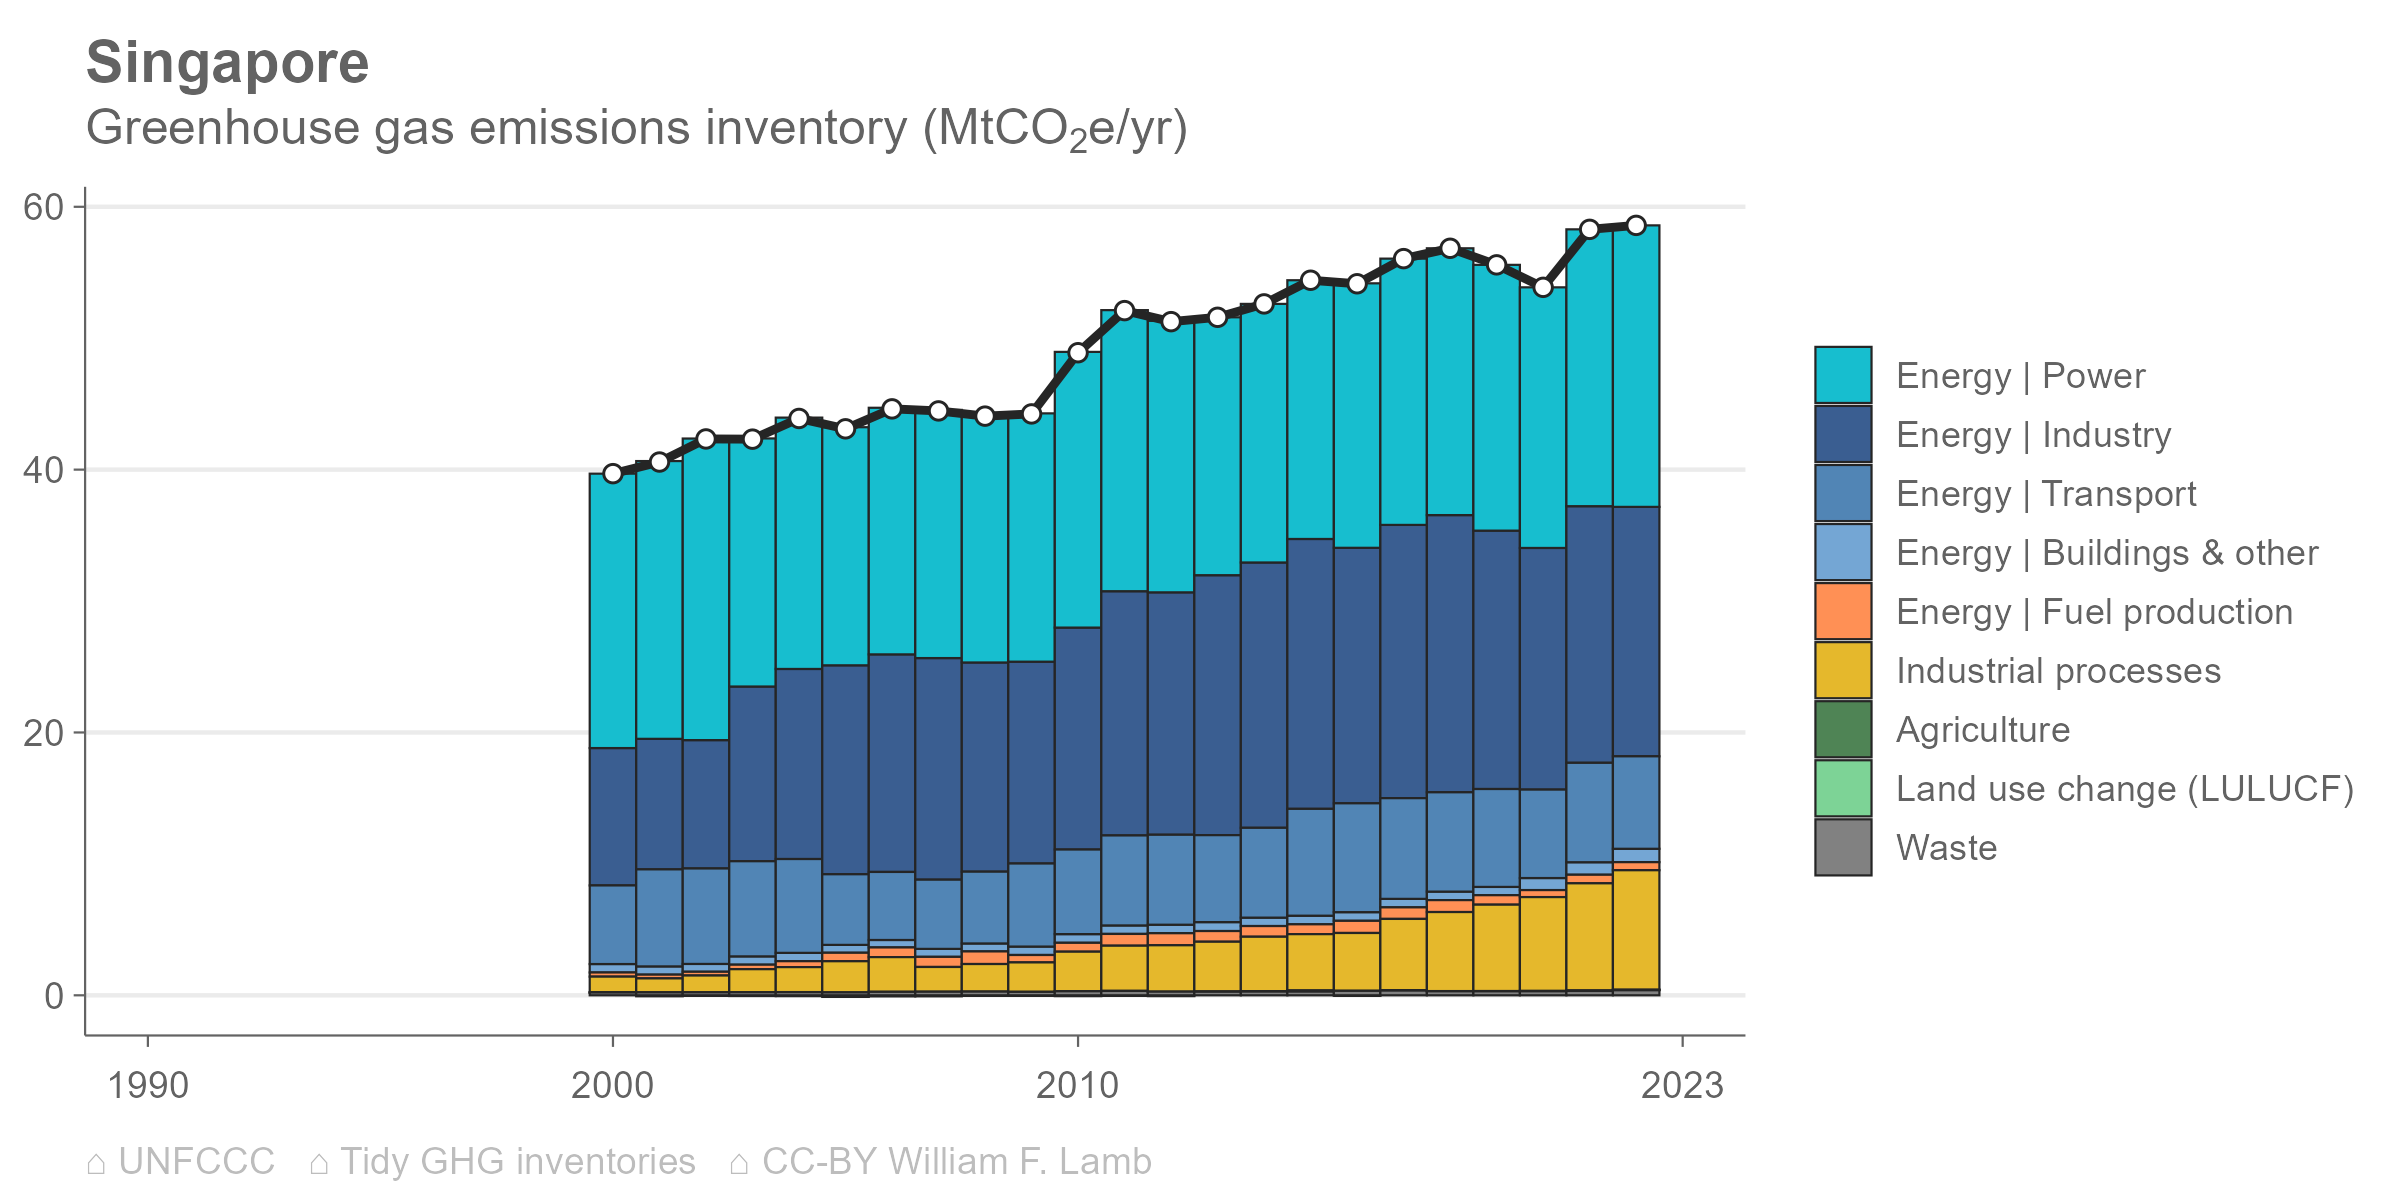 Singapore
Greenhouse gas emissions inventory (MtCO₂e/yr)
60
40
20
0
1990
2000
2010
2023
Energy | Power
Energy | Industry
Energy | Transport
Energy | Buildings & other
Energy | Fuel production
Industrial processes
Agriculture
Land use change (LULUCF)
Waste
⌂ UNFCCC ⌂ Tidy GHG inventories ⌂ CC-BY William F. Lamb